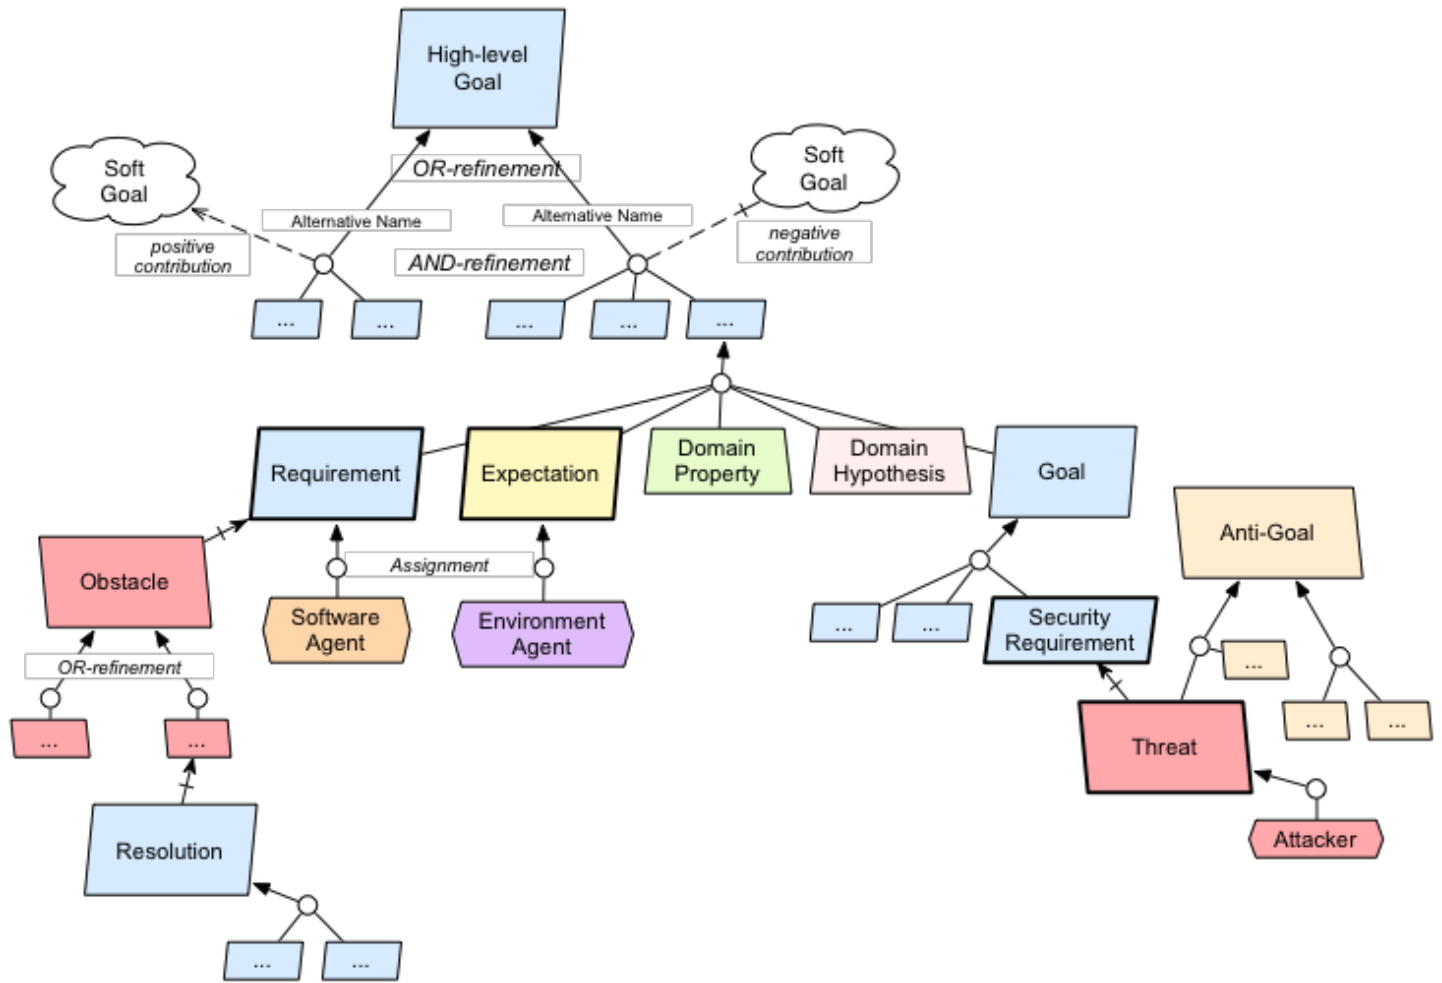 High-level
Goal
Soft
Goal
OR-refinement
Soft
Goal
Alternative Name
Alternative Name
positive
contribution
AND-refinement
negative
contribution
...
...
...
...
...
Requirement
Expectation
Domain
Property
Domain
Hypothesis
Goal
Anti-Goal
Obstacle
Assignment
Software
Agent
Environment
Agent
...
...
Security
Requirement
OR-refinement
...
...
...
...
...
Threat
Resolution
Attacker
...
...